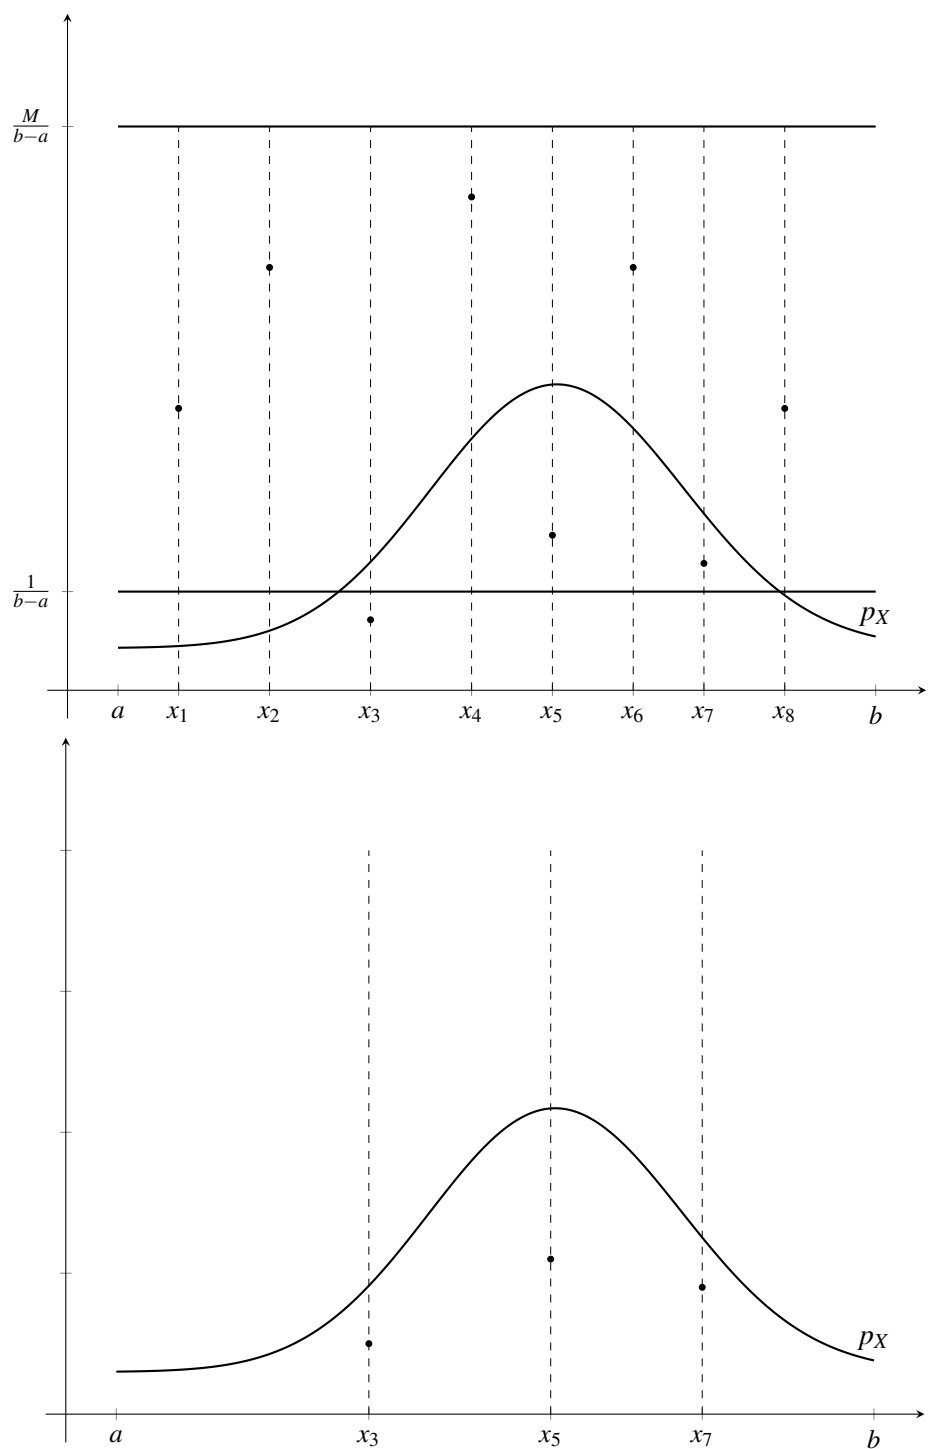 M/(b−a)
1/(b−a)
p_X
a x₁ x₂ x₃ x₄ x₅ x₆ x₇ x₈ b
p_X
a x₃ x₅ x₇ b